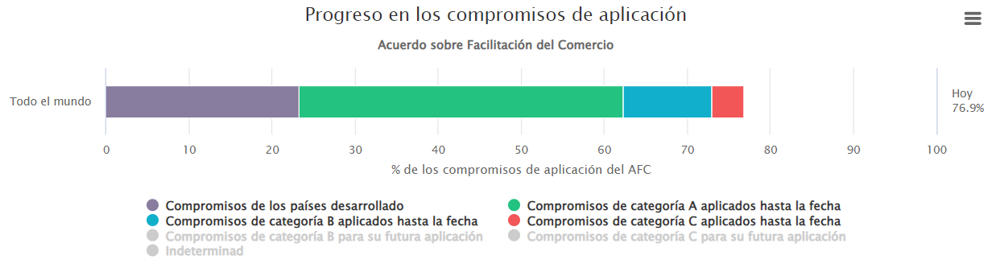 Progreso en los compromisos de aplicación
Acuerdo sobre Facilitación del Comercio
Todo el mundo
Hoy
76.9%
0 10 20 30 40 50 60 70 80 90 100
% de los compromisos de aplicación del AFC
Compromisos de los países desarrollado
Compromisos de categoría A aplicados hasta la fecha
Compromisos de categoría B aplicados hasta la fecha
Compromisos de categoría C aplicados hasta la fecha
Compromisos de categoría B para su futura aplicación
Compromisos de categoría C para su futura aplicación
Indeterminad